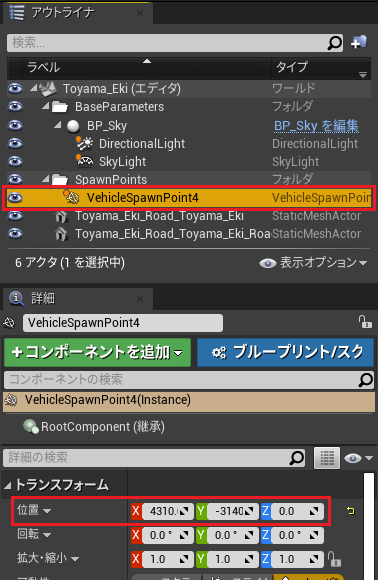 アウトライナ
検索...
ラベル タイプ
Toyama_Eki (エディタ) ワールド
BaseParameters フォルダ
BP_Sky BP_Sky を編集
DirectionalLight DirectionalLight
SkyLight SkyLight
SpawnPoints フォルダ
VehicleSpawnPoint4 VehicleSpawnPoin
Toyama_Eki_Road_Toyama_Eki StaticMeshActor
Toyama_Eki_Road_Toyama_Eki_Roa StaticMeshActor
6 アクタ (1 を選択中) 表示オプション
詳細
VehicleSpawnPoint4
+コンポーネントを追加 ブループリント/スク
コンポーネントの検索
VehicleSpawnPoint4(Instance)
RootComponent (継承)
詳細の検索
トランスフォーム
位置 X 4310. Y -3140 Z 0.0
回転 X 0.0° Y 0.0° Z 0.0°
拡大・縮小 X 1.0 Y 1.0 Z 1.0